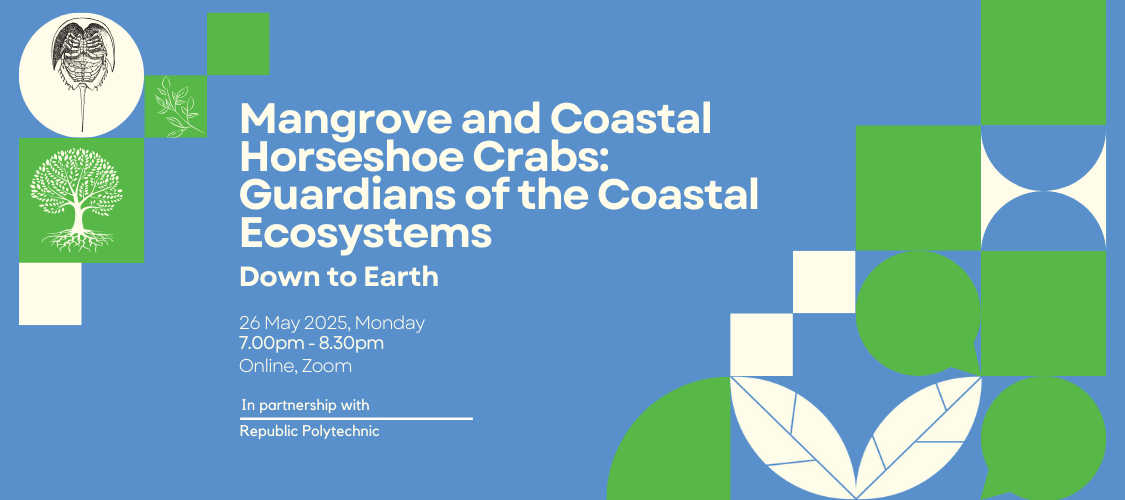 Mangrove and Coastal
Horseshoe Crabs:
Guardians of the Coastal
Ecosystems
Down to Earth
26 May 2025, Monday
7.00pm - 8.30pm
Online, Zoom
In partnership with
Republic Polytechnic